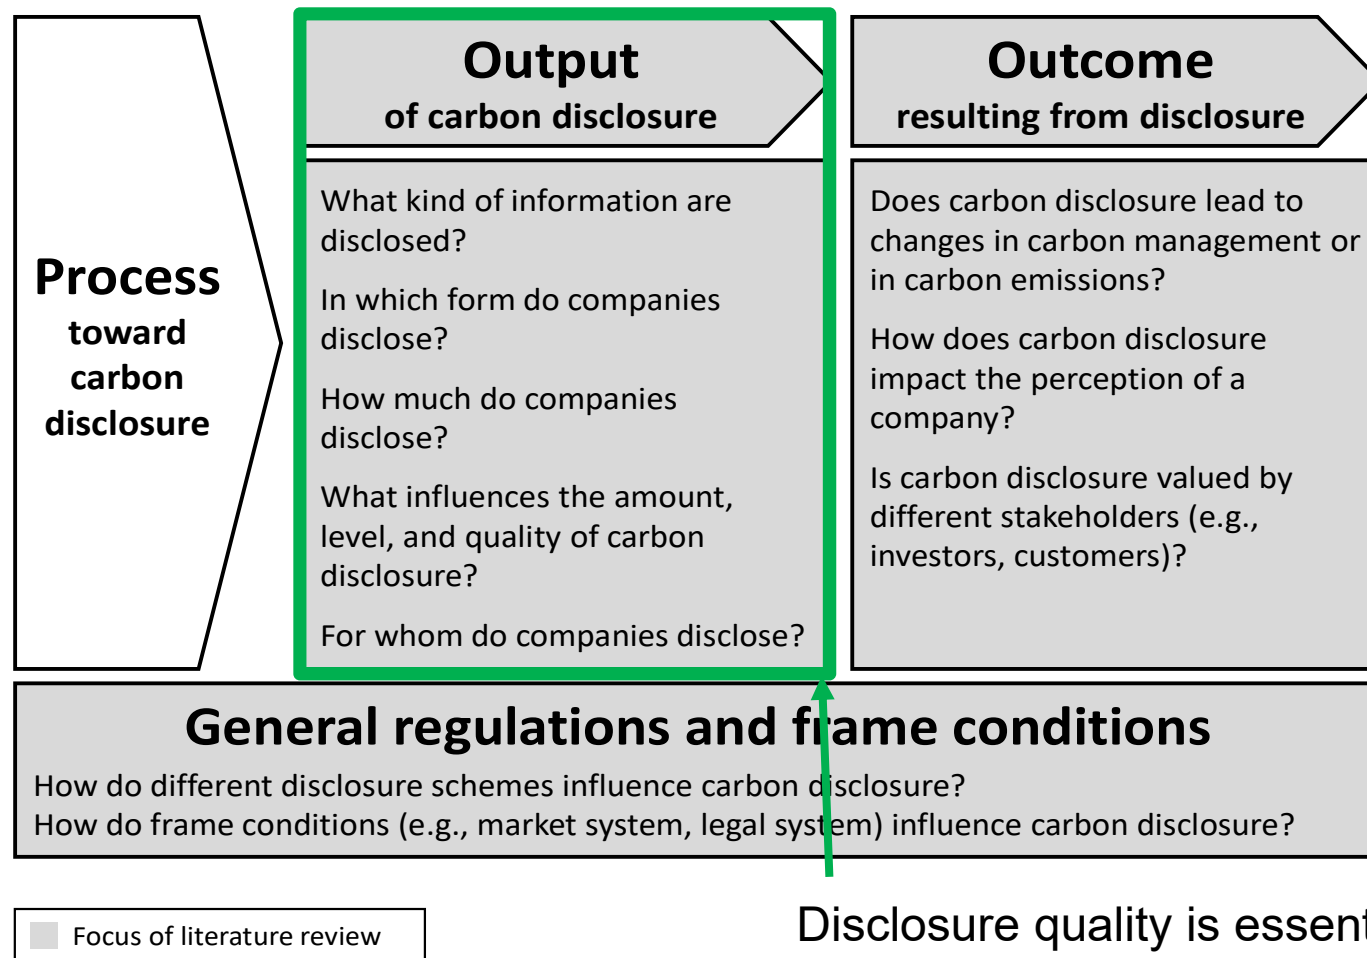 Process
toward
carbon
disclosure
Output
of carbon disclosure
What kind of information are
disclosed?
In which form do companies
disclose?
How much do companies
disclose?
What influences the amount,
level, and quality of carbon
disclosure?
For whom do companies disclose?
Outcome
resulting from disclosure
Does carbon disclosure lead to
changes in carbon management or
in carbon emissions?
How does carbon disclosure
impact the perception of a
company?
Is carbon disclosure valued by
different stakeholders (e.g.,
investors, customers)?
General regulations and frame conditions
How do different disclosure schemes influence carbon disclosure?
How do frame conditions (e.g., market system, legal system) influence carbon disclosure?
Focus of literature review
Disclosure quality is